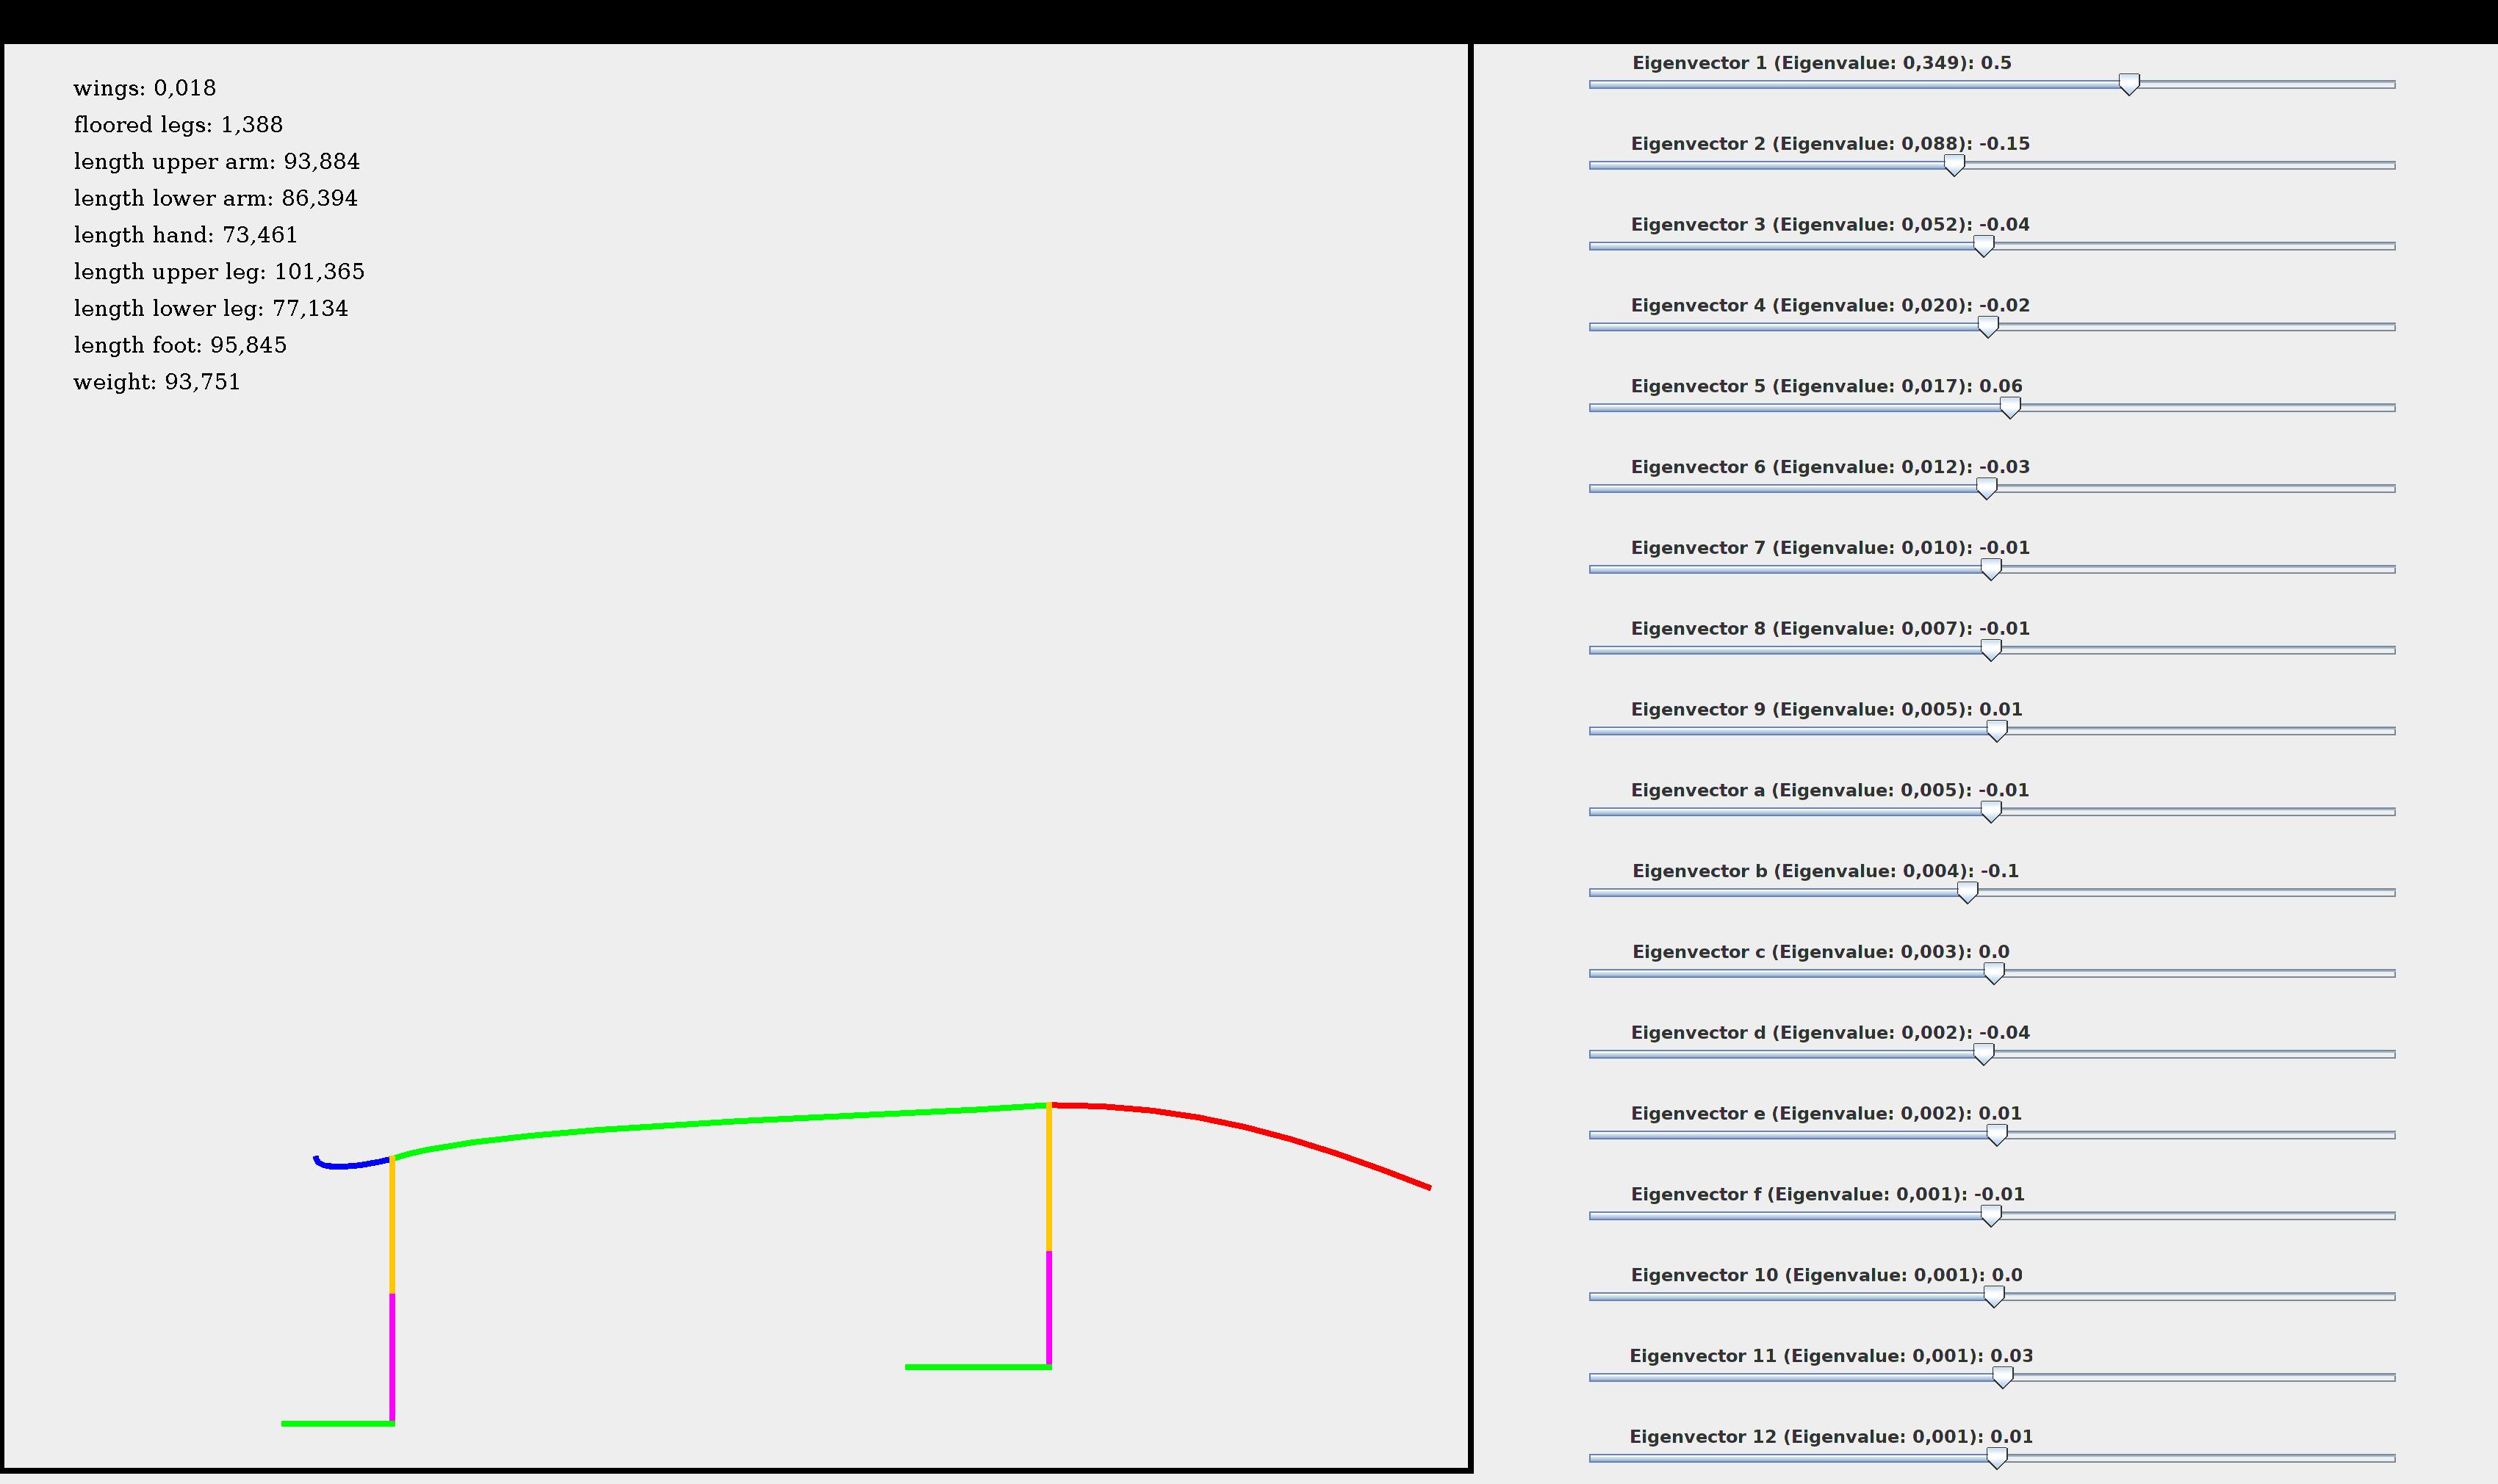 wings: 0,018
floored legs: 1,388
length upper arm: 93,884
length lower arm: 86,394
length hand: 73,461
length upper leg: 101,365
length lower leg: 77,134
length foot: 95,845
weight: 93,751
Eigenvector 1 (Eigenvalue: 0,349): 0.5
Eigenvector 2 (Eigenvalue: 0,088): -0.15
Eigenvector 3 (Eigenvalue: 0,052): -0.04
Eigenvector 4 (Eigenvalue: 0,020): -0.02
Eigenvector 5 (Eigenvalue: 0,017): 0.06
Eigenvector 6 (Eigenvalue: 0,012): -0.03
Eigenvector 7 (Eigenvalue: 0,010): -0.01
Eigenvector 8 (Eigenvalue: 0,007): -0.01
Eigenvector 9 (Eigenvalue: 0,005): 0.01
Eigenvector a (Eigenvalue: 0,005): -0.01
Eigenvector b (Eigenvalue: 0,004): -0.1
Eigenvector c (Eigenvalue: 0,003): 0.0
Eigenvector d (Eigenvalue: 0,002): -0.04
Eigenvector e (Eigenvalue: 0,002): 0.01
Eigenvector f (Eigenvalue: 0,001): -0.01
Eigenvector 10 (Eigenvalue: 0,001): 0.0
Eigenvector 11 (Eigenvalue: 0,001): 0.03
Eigenvector 12 (Eigenvalue: 0,001): 0.01